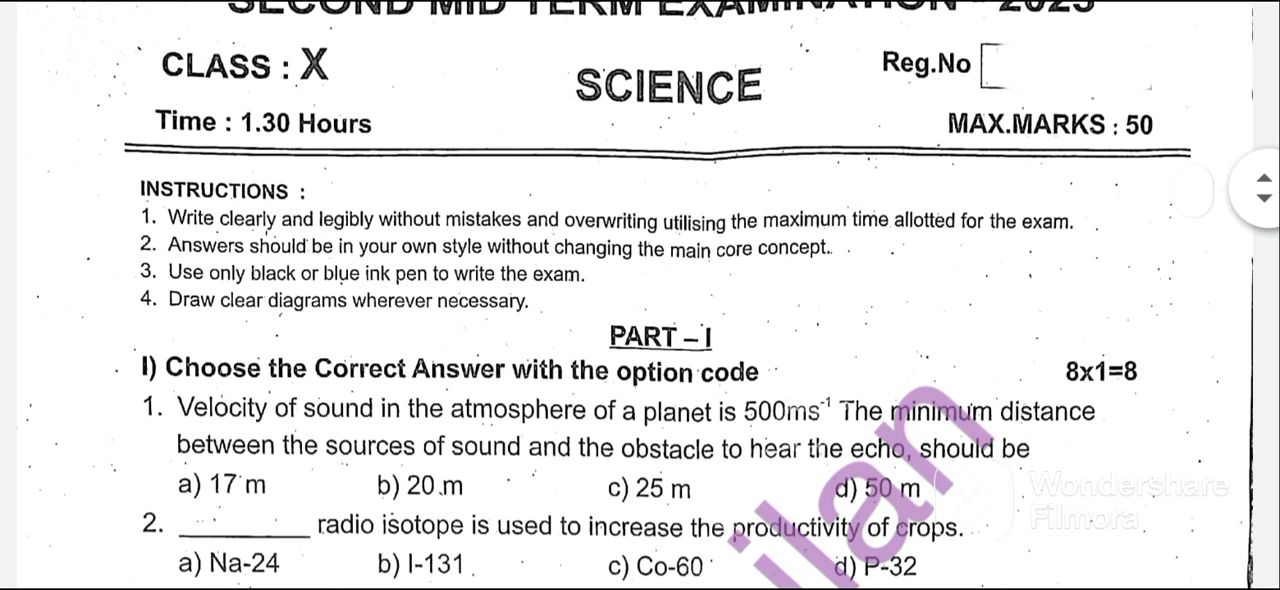 SECOND MID TERM EXAMINATION - 2023
CLASS : X
Reg.No
SCIENCE
Time : 1.30 Hours
MAX.MARKS : 50
INSTRUCTIONS :
1. Write clearly and legibly without mistakes and overwriting utilising the maximum time allotted for the exam.
2. Answers should be in your own style without changing the main core concept.
3. Use only black or blue ink pen to write the exam.
4. Draw clear diagrams wherever necessary.
PART – I
I) Choose the Correct Answer with the option code 8x1=8
1. Velocity of sound in the atmosphere of a planet is 500ms⁻¹ The minimum distance
between the sources of sound and the obstacle to hear the echo, should be
a) 17 m b) 20 m c) 25 m d) 50 m
2. ________ radio isotope is used to increase the productivity of crops.
a) Na-24 b) I-131 c) Co-60 d) P-32
Wondershare
Filmora
ilan